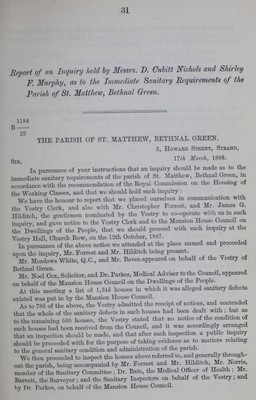 31
Report of an Inquiry held by Messrs. D. Cubitt Nichols and Shirley
F. Murphy, as to the Immediate Sanitary Requirements of the
Parish of St. Matthew, Bethnal Green.
1184
B
29
THE PARISH OF ST. MATTHEW, BETHNAL GREEN.
3, HOWARD STREET, STRAND,
17th March, 1888.
SIR,
In pursuance of your instructions that an inquiry should be made as to the
immediate sanitary requirements of the parish of St. Matthew, Bethnal Green, in
accordance with the recommendation of the Royal Commission on the Housing of
the Working Classes, and that we should hold such inquiry:
We have the honour to report that we placed ourselves in communication with
the Vestry Clerk, and also with Mr. Christopher Forrest, and Mr. James G.
Hilditch, the gentlemen nominated by the Vestry to co-operate with us in such
inquiry, and gave notice to the Vestry Clerk and to the Mansion House Council on
the Dwellings of the People, that we should proceed with such inquiry at the
Vestry Hall, Church Row, on the 12th October, 1887.
In pursuance of the above notice we attended at the place named and proceeded
upon the inquiry, Mr. Forrest and Mr. Hilditch being present.
Mr. Meadows White, Q.C., and Mr. Besson appeared on behalf of the Vestry of
Bethnal Green.
Mr. Noel Cox, Solicitor, and Dr. Parkes, Medical Adviser to the Council, appeared
on behalf of the Mansion House Council on the Dwellings of the People.
At this meeting a list of 1,345 houses in which it was alleged sanitary defects
existed was put in by the Mansion House Council.
As to 785 of the above, the Vestry admitted the receipt of notices, and contended
that the whole of the sanitary defects in such houses had been dealt with; but as
to the remaining 560 houses, the Vestry stated that no notice of the condition of
such houses had been received from the Council, and it was accordingly arranged
that an inspection should be made, and that after such inspection a public inquiry
should be proceeded with for the purpose of taking evidence as to matters relating
to the general sanitary condition and administration of the parish.
We then proceeded to inspect the houses above referred to, and generally through-
out the parish, being accompanied by Mr. Forrest and Mr. Hilditch, Mr. Norris,
member of the Sanitary Committee; Dr. Bate, the Medical Officer of Health; Mr.
Barratt, the Surveyor; and the Sanitary Inspectors on behalf of the Vestry; and
by Dr. Parkes, on behalf of the Mansion House Council.